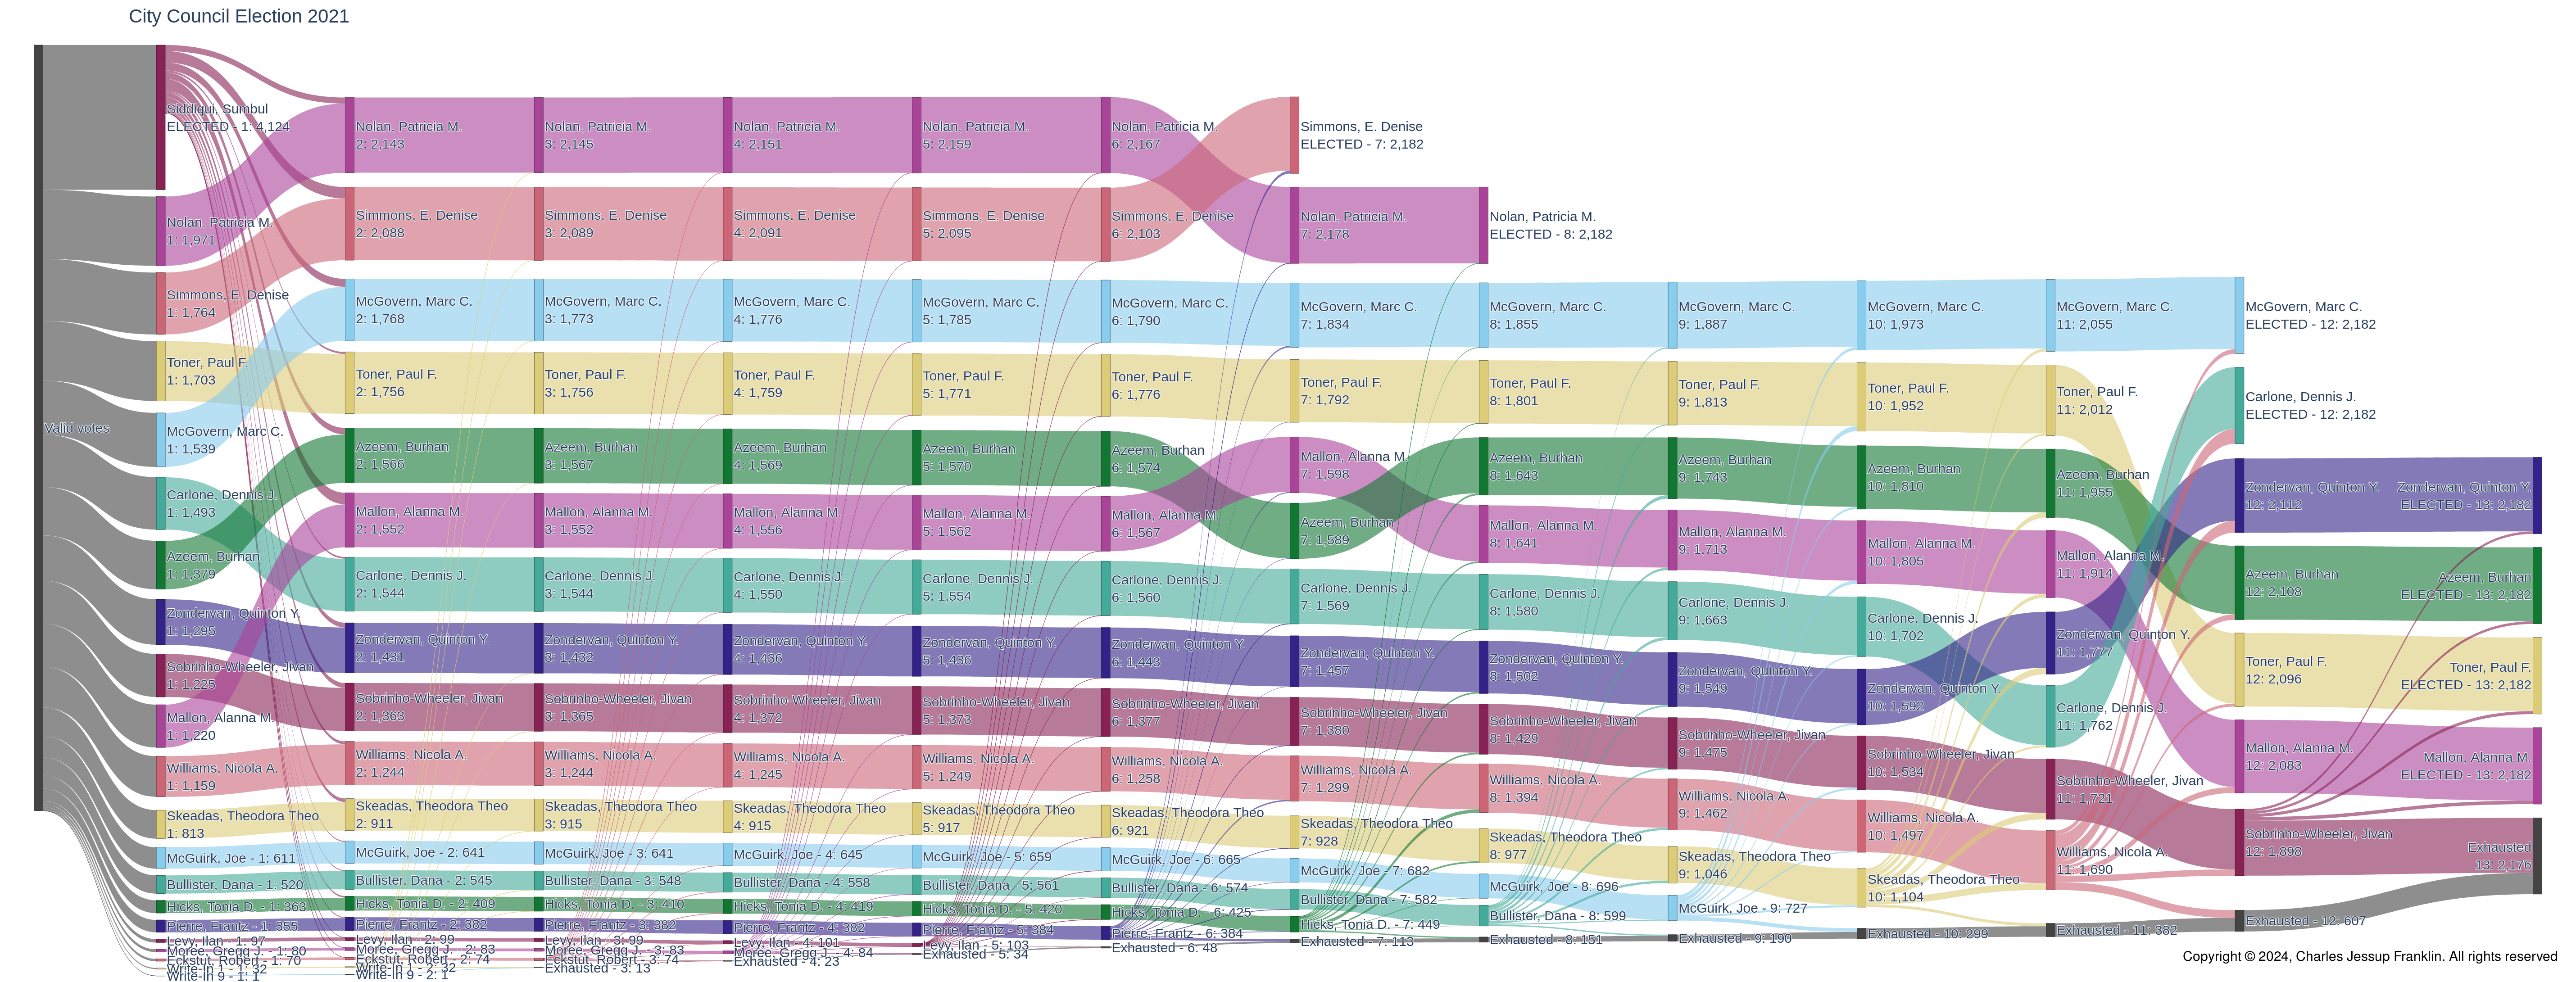 City Council Election 2021
Valid votes
Siddiqui, Sumbul
ELECTED - 1: 4,124
Nolan, Patricia M.
1: 1,971
Simmons, E. Denise
1: 1,764
Toner, Paul F.
1: 1,703
McGovern, Marc C.
1: 1,539
Carlone, Dennis J.
1: 1,493
Azeem, Burhan
1: 1,379
Zondervan, Quinton Y.
1: 1,295
Sobrinho-Wheeler, Jivan
1: 1,225
Mallon, Alanna M.
1: 1,220
Williams, Nicola A.
1: 1,159
Skeadas, Theodora Theo
1: 813
McGuirk, Joe - 1: 611
Bullister, Dana - 1: 520
Hicks, Tonia D. - 1: 363
Pierre, Frantz - 1: 355
Levy, Ilan - 1: 97
Moree, Gregg J. - 1: 80
Eckstut, Robert - 1: 70
Write-In 1 - 1: 32
Write-In 9 - 1: 1
Nolan, Patricia M.
2: 2,143
Simmons, E. Denise
2: 2,088
McGovern, Marc C.
2: 1,768
Toner, Paul F.
2: 1,756
Azeem, Burhan
2: 1,566
Mallon, Alanna M.
2: 1,552
Carlone, Dennis J.
2: 1,544
Zondervan, Quinton Y.
2: 1,431
Sobrinho-Wheeler, Jivan
2: 1,363
Williams, Nicola A.
2: 1,244
Skeadas, Theodora Theo
2: 911
McGuirk, Joe - 2: 641
Bullister, Dana - 2: 545
Hicks, Tonia D. - 2: 409
Pierre, Frantz - 2: 382
Levy, Ilan - 2: 99
Moree, Gregg J. - 2: 83
Eckstut, Robert - 2: 74
Write-In 1 - 2: 32
Write-In 9 - 2: 1
Nolan, Patricia M.
3: 2,145
Simmons, E. Denise
3: 2,089
McGovern, Marc C.
3: 1,773
Toner, Paul F.
3: 1,756
Azeem, Burhan
3: 1,567
Mallon, Alanna M.
3: 1,552
Carlone, Dennis J.
3: 1,544
Zondervan, Quinton Y.
3: 1,432
Sobrinho-Wheeler, Jivan
3: 1,365
Williams, Nicola A.
3: 1,244
Skeadas, Theodora Theo
3: 915
McGuirk, Joe - 3: 641
Bullister, Dana - 3: 548
Hicks, Tonia D. - 3: 410
Pierre, Frantz - 3: 382
Levy, Ilan - 3: 99
Moree, Gregg J. - 3: 83
Eckstut, Robert - 3: 74
Exhausted - 3: 13
Nolan, Patricia M.
4: 2,151
Simmons, E. Denise
4: 2,091
McGovern, Marc C.
4: 1,776
Toner, Paul F.
4: 1,759
Azeem, Burhan
4: 1,569
Mallon, Alanna M.
4: 1,556
Carlone, Dennis J.
4: 1,550
Zondervan, Quinton Y.
4: 1,436
Sobrinho-Wheeler, Jivan
4: 1,372
Williams, Nicola A.
4: 1,245
Skeadas, Theodora Theo
4: 915
McGuirk, Joe - 4: 645
Bullister, Dana - 4: 558
Hicks, Tonia D. - 4: 419
Pierre, Frantz - 4: 382
Levy, Ilan - 4: 101
Moree, Gregg J. - 4: 84
Exhausted - 4: 23
Nolan, Patricia M.
5: 2,159
Simmons, E. Denise
5: 2,095
McGovern, Marc C.
5: 1,785
Toner, Paul F.
5: 1,771
Azeem, Burhan
5: 1,570
Mallon, Alanna M.
5: 1,562
Carlone, Dennis J.
5: 1,554
Zondervan, Quinton Y.
5: 1,436
Sobrinho-Wheeler, Jivan
5: 1,373
Williams, Nicola A.
5: 1,249
Skeadas, Theodora Theo
5: 917
McGuirk, Joe - 5: 659
Bullister, Dana - 5: 561
Hicks, Tonia D. - 5: 420
Pierre, Frantz - 5: 384
Levy, Ilan - 5: 103
Exhausted - 5: 34
Nolan, Patricia M.
6: 2,167
Simmons, E. Denise
6: 2,103
McGovern, Marc C.
6: 1,790
Toner, Paul F.
6: 1,776
Azeem, Burhan
6: 1,574
Mallon, Alanna M.
6: 1,567
Carlone, Dennis J.
6: 1,560
Zondervan, Quinton Y.
6: 1,443
Sobrinho-Wheeler, Jivan
6: 1,377
Williams, Nicola A.
6: 1,258
Skeadas, Theodora Theo
6: 921
McGuirk, Joe - 6: 665
Bullister, Dana - 6: 574
Hicks, Tonia D. - 6: 425
Pierre, Frantz - 6: 384
Exhausted - 6: 48
Simmons, E. Denise
ELECTED - 7: 2,182
Nolan, Patricia M.
7: 2,178
McGovern, Marc C.
7: 1,834
Toner, Paul F.
7: 1,792
Mallon, Alanna M.
7: 1,598
Azeem, Burhan
7: 1,589
Carlone, Dennis J.
7: 1,569
Zondervan, Quinton Y.
7: 1,457
Sobrinho-Wheeler, Jivan
7: 1,380
Williams, Nicola A.
7: 1,299
Skeadas, Theodora Theo
7: 928
McGuirk, Joe - 7: 682
Bullister, Dana - 7: 582
Hicks, Tonia D. - 7: 449
Exhausted - 7: 113
Nolan, Patricia M.
ELECTED - 8: 2,182
McGovern, Marc C.
8: 1,855
Toner, Paul F.
8: 1,801
Azeem, Burhan
8: 1,643
Mallon, Alanna M.
8: 1,641
Carlone, Dennis J.
8: 1,580
Zondervan, Quinton Y.
8: 1,502
Sobrinho-Wheeler, Jivan
8: 1,429
Williams, Nicola A.
8: 1,394
Skeadas, Theodora Theo
8: 977
McGuirk, Joe - 8: 696
Bullister, Dana - 8: 599
Exhausted - 8: 151
McGovern, Marc C.
9: 1,887
Toner, Paul F.
9: 1,813
Azeem, Burhan
9: 1,743
Mallon, Alanna M.
9: 1,713
Carlone, Dennis J.
9: 1,663
Zondervan, Quinton Y.
9: 1,549
Sobrinho-Wheeler, Jivan
9: 1,475
Williams, Nicola A.
9: 1,462
Skeadas, Theodora Theo
9: 1,046
McGuirk, Joe - 9: 727
Exhausted - 9: 190
McGovern, Marc C.
10: 1,973
Toner, Paul F.
10: 1,952
Azeem, Burhan
10: 1,810
Mallon, Alanna M.
10: 1,805
Carlone, Dennis J.
10: 1,702
Zondervan, Quinton Y.
10: 1,592
Sobrinho-Wheeler, Jivan
10: 1,534
Williams, Nicola A.
10: 1,497
Skeadas, Theodora Theo
10: 1,104
Exhausted - 10: 299
McGovern, Marc C.
11: 2,055
Toner, Paul F.
11: 2,012
Azeem, Burhan
11: 1,955
Mallon, Alanna M.
11: 1,914
Zondervan, Quinton Y.
11: 1,777
Carlone, Dennis J.
11: 1,762
Sobrinho-Wheeler, Jivan
11: 1,721
Williams, Nicola A.
11: 1,690
Exhausted - 11: 382
McGovern, Marc C.
ELECTED - 12: 2,182
Carlone, Dennis J.
ELECTED - 12: 2,182
Zondervan, Quinton Y.
12: 2,112
Azeem, Burhan
12: 2,108
Toner, Paul F.
12: 2,096
Mallon, Alanna M.
12: 2,083
Sobrinho-Wheeler, Jivan
12: 1,898
Exhausted - 12: 607
Zondervan, Quinton Y.
ELECTED - 13: 2,182
Azeem, Burhan
ELECTED - 13: 2,182
Toner, Paul F.
ELECTED - 13: 2,182
Mallon, Alanna M.
ELECTED - 13: 2,182
Exhausted
13: 2,176
Copyright © 2024, Charles Jessup Franklin. All rights reserved